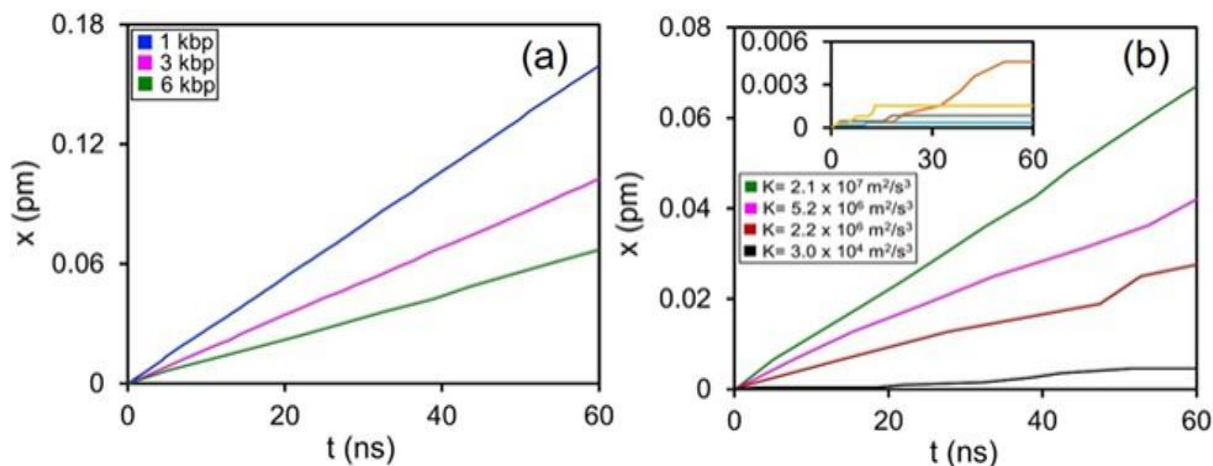 0.18
0.12
0.06
0
x (pm)
1 kbp
3 kbp
6 kbp
(a)
0
20
40
60
t (ns)
0.08
0.06
0.04
0.02
0
x (pm)
0.006
0.003
0
0
30
60
(b)
K= 2.1 x 10⁷ m²/s³
K= 5.2 x 10⁶ m²/s³
K= 2.2 x 10⁶ m²/s³
K= 3.0 x 10⁴ m²/s³
0
20
40
60
t (ns)